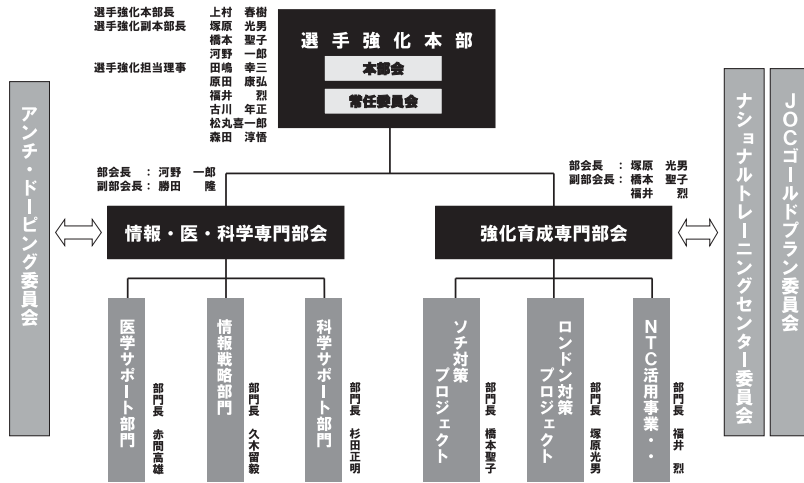 選手強化本部長　上村　春樹
選手強化副本部長　塚原　光男
橋本　聖子
河野　一郎
選手強化担当理事　田嶋　幸三
原田　康弘
福井　烈
古川　年正
松丸喜一郎
森田　淳悟
選手強化本部
本部会
常任委員会
アンチ・ドーピング委員会
部会長　：河野　一郎
副部会長：勝田　隆
情報・医・科学専門部会
部会長　：塚原　光男
副部会長：橋本　聖子
福井　烈
強化育成専門部会
ナショナルトレーニングセンター委員会
JOCゴールドプラン委員会
医学サポート部門
部門長　赤間高雄
情報戦略部門
部門長　久木留毅
科学サポート部門
部門長　杉田正明
ソチ対策
プロジェクト
部門長　橋本聖子
ロンドン対策
プロジェクト
部門長　塚原光男
NTC活用事業・・
部門長　福井　烈